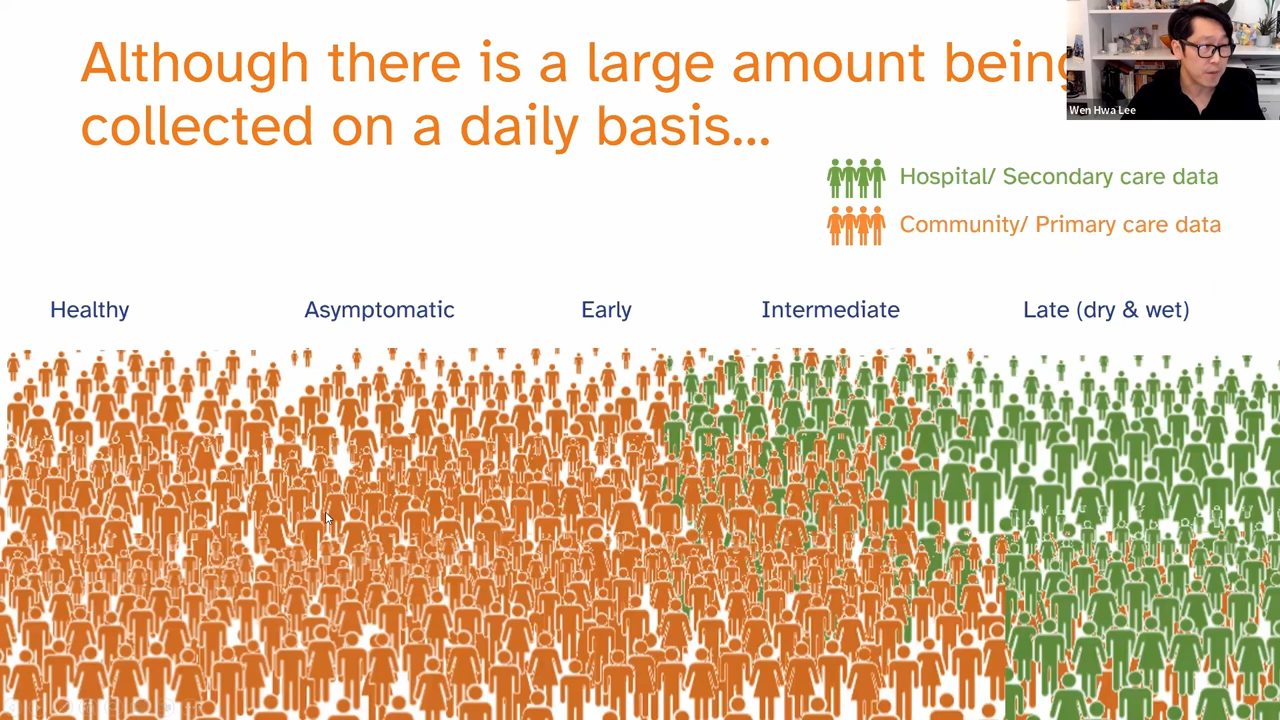 Although there is a large amount being
collected on a daily basis...
Wen Hwa Lee
Hospital/ Secondary care data
Community/ Primary care data
Healthy
Asymptomatic
Early
Intermediate
Late (dry & wet)